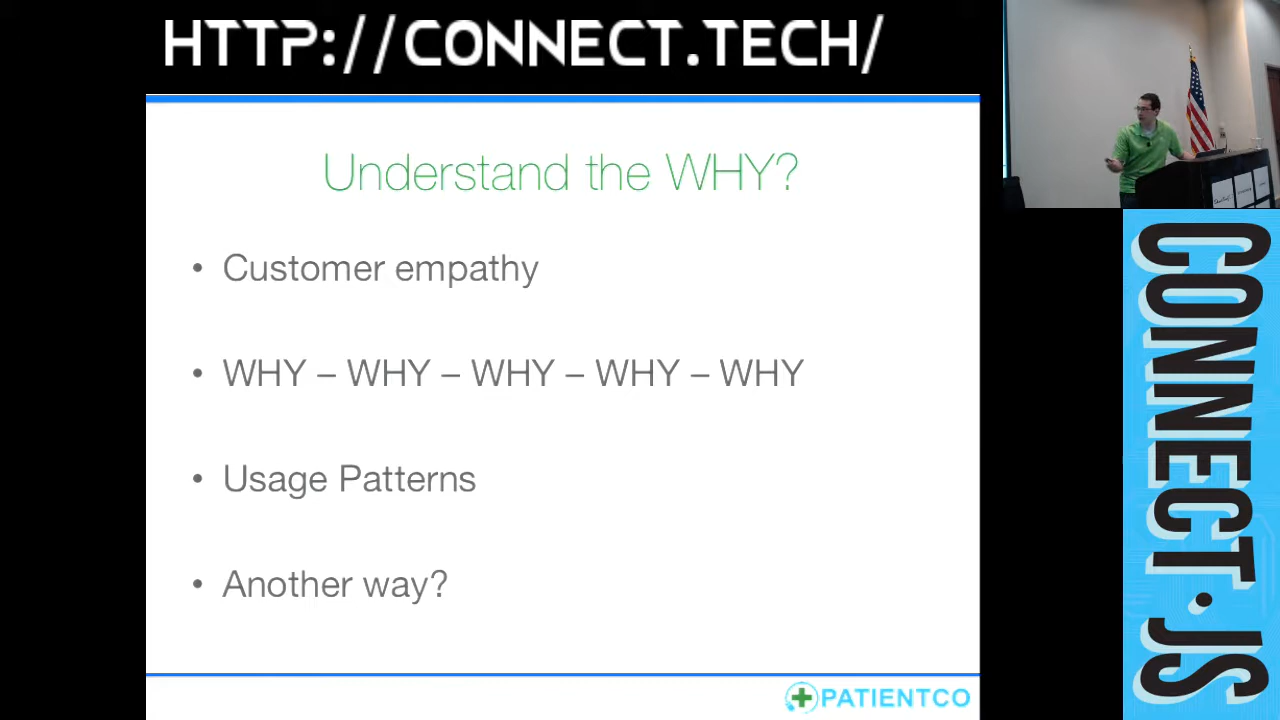 HTTP://CONNECT.TECH/
Understand the WHY?
• Customer empathy
• WHY – WHY – WHY – WHY – WHY
• Usage Patterns
• Another way?
PATIENTCO
CONNECT.JS